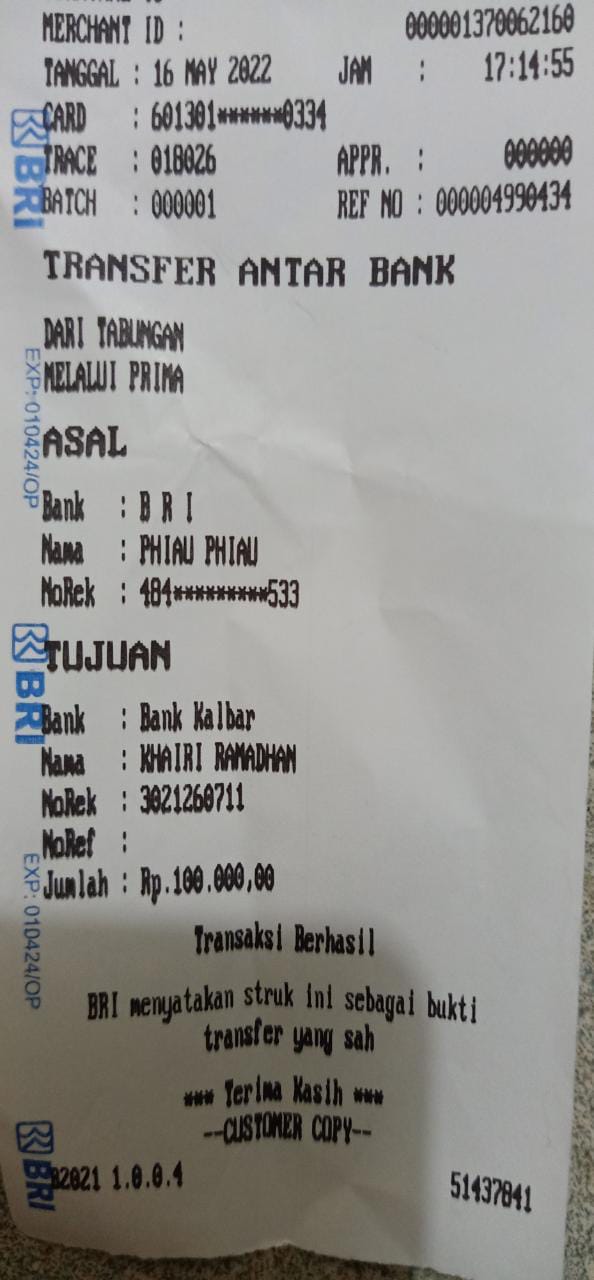 MERCHANT ID : 000001370062160
TANGGAL : 16 MAY 2022 JAM : 17:14:55
CARD : 601301******0334
TRACE : 018026 APPR. : 000000
BATCH : 000001 REF NO : 000004990434
TRANSFER ANTAR BANK
DARI TABUNGAN
MELALUI PRIMA
ASAL
Bank : B R I
Nama : PHIAU PHIAU
NoRek : 484*********533
TUJUAN
Bank : Bank Kalbar
Nama : KHAIRI RAMADHAN
NoRek : 3021260711
NoRef :
Jumlah : Rp.100.000,00
Transaksi Berhasil
BRI menyatakan struk ini sebagai bukti
transfer yang sah
*** Terima Kasih ***
--CUSTOMER COPY--
02021 1.0.0.4 51437041
BRI
EXP: 010424/OP
BRI
EXP: 010424/OP
BRI